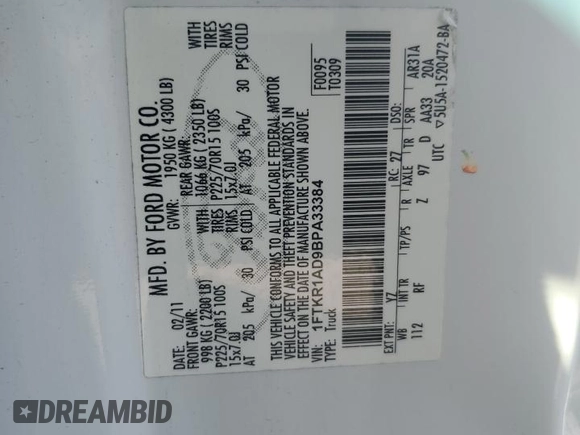 MFD. BY FORD MOTOR CO.
DATE: 02/11
GVWR: 1950 KG ( 4300 LB)
FRONT GAWR: REAR GAWR:
998 KG ( 2200 LB) 1066 KG ( 2350 LB) WITH WITH
P225/70R15 100S TIRES P225/70R15 100S TIRES
15x7.0J RIMS 15x7.0J RIMS
AT 205 kPa/ 30 PSI COLD AT 205 kPa/ 30 PSI COLD
THIS VEHICLE CONFORMS TO ALL APPLICABLE FEDERAL MOTOR
VEHICLE SAFETY AND THEFT PREVENTION STANDARDS IN
EFFECT ON THE DATE OF MANUFACTURE SHOWN ABOVE.
VIN: 1FTKR1AD9BPA33384
TYPE: Truck
F0095
T0309
EXT PNT: YZ RC: 27 DSO:
WB INT TR TP/PS R AXLE TR SPR AR31A
112 RF Z 97 D AA33 20A
UTC 5U5A-1520472-BA
DREAMBID